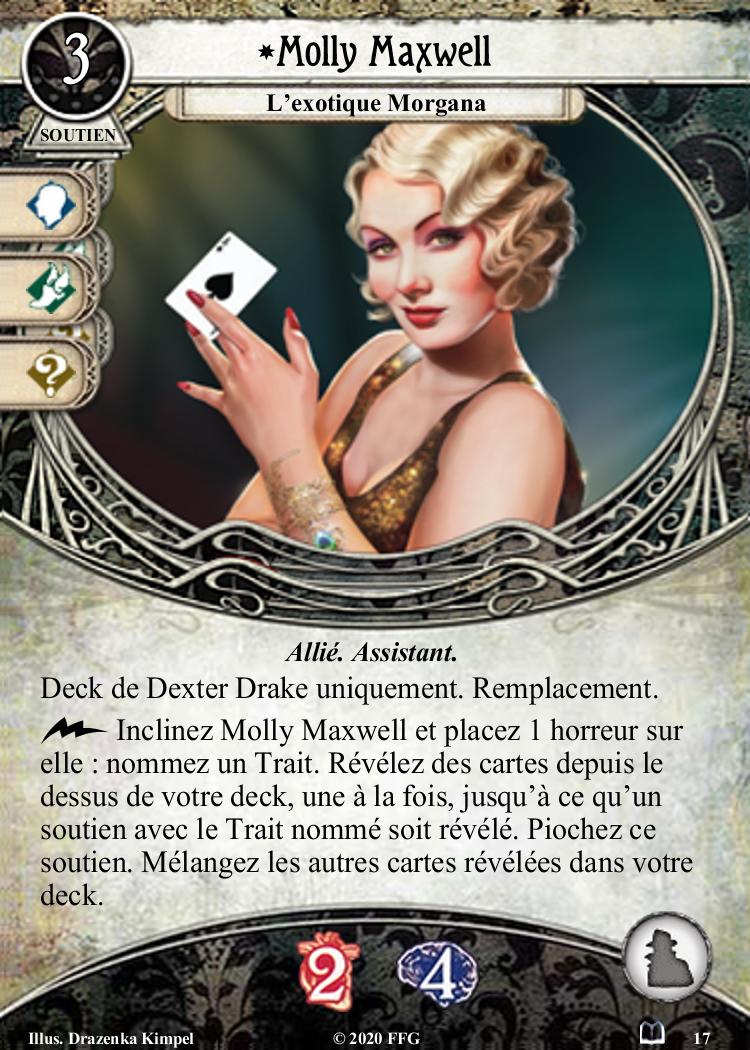 3
*Molly Maxwell
L'exotique Morgana
SOUTIEN
?
A
Allié. Assistant.
Deck de Dexter Drake uniquement. Remplacement.
Inclinez Molly Maxwell et placez 1 horreur sur
elle : nommez un Trait. Révélez des cartes depuis le
dessus de votre deck, une à la fois, jusqu'à ce qu'un
soutien avec le Trait nommé soit révélé. Piochez ce
soutien. Mélangez les autres cartes révélées dans votre
deck.
2
4
Illus. Drazenka Kimpel
© 2020 FFG
17